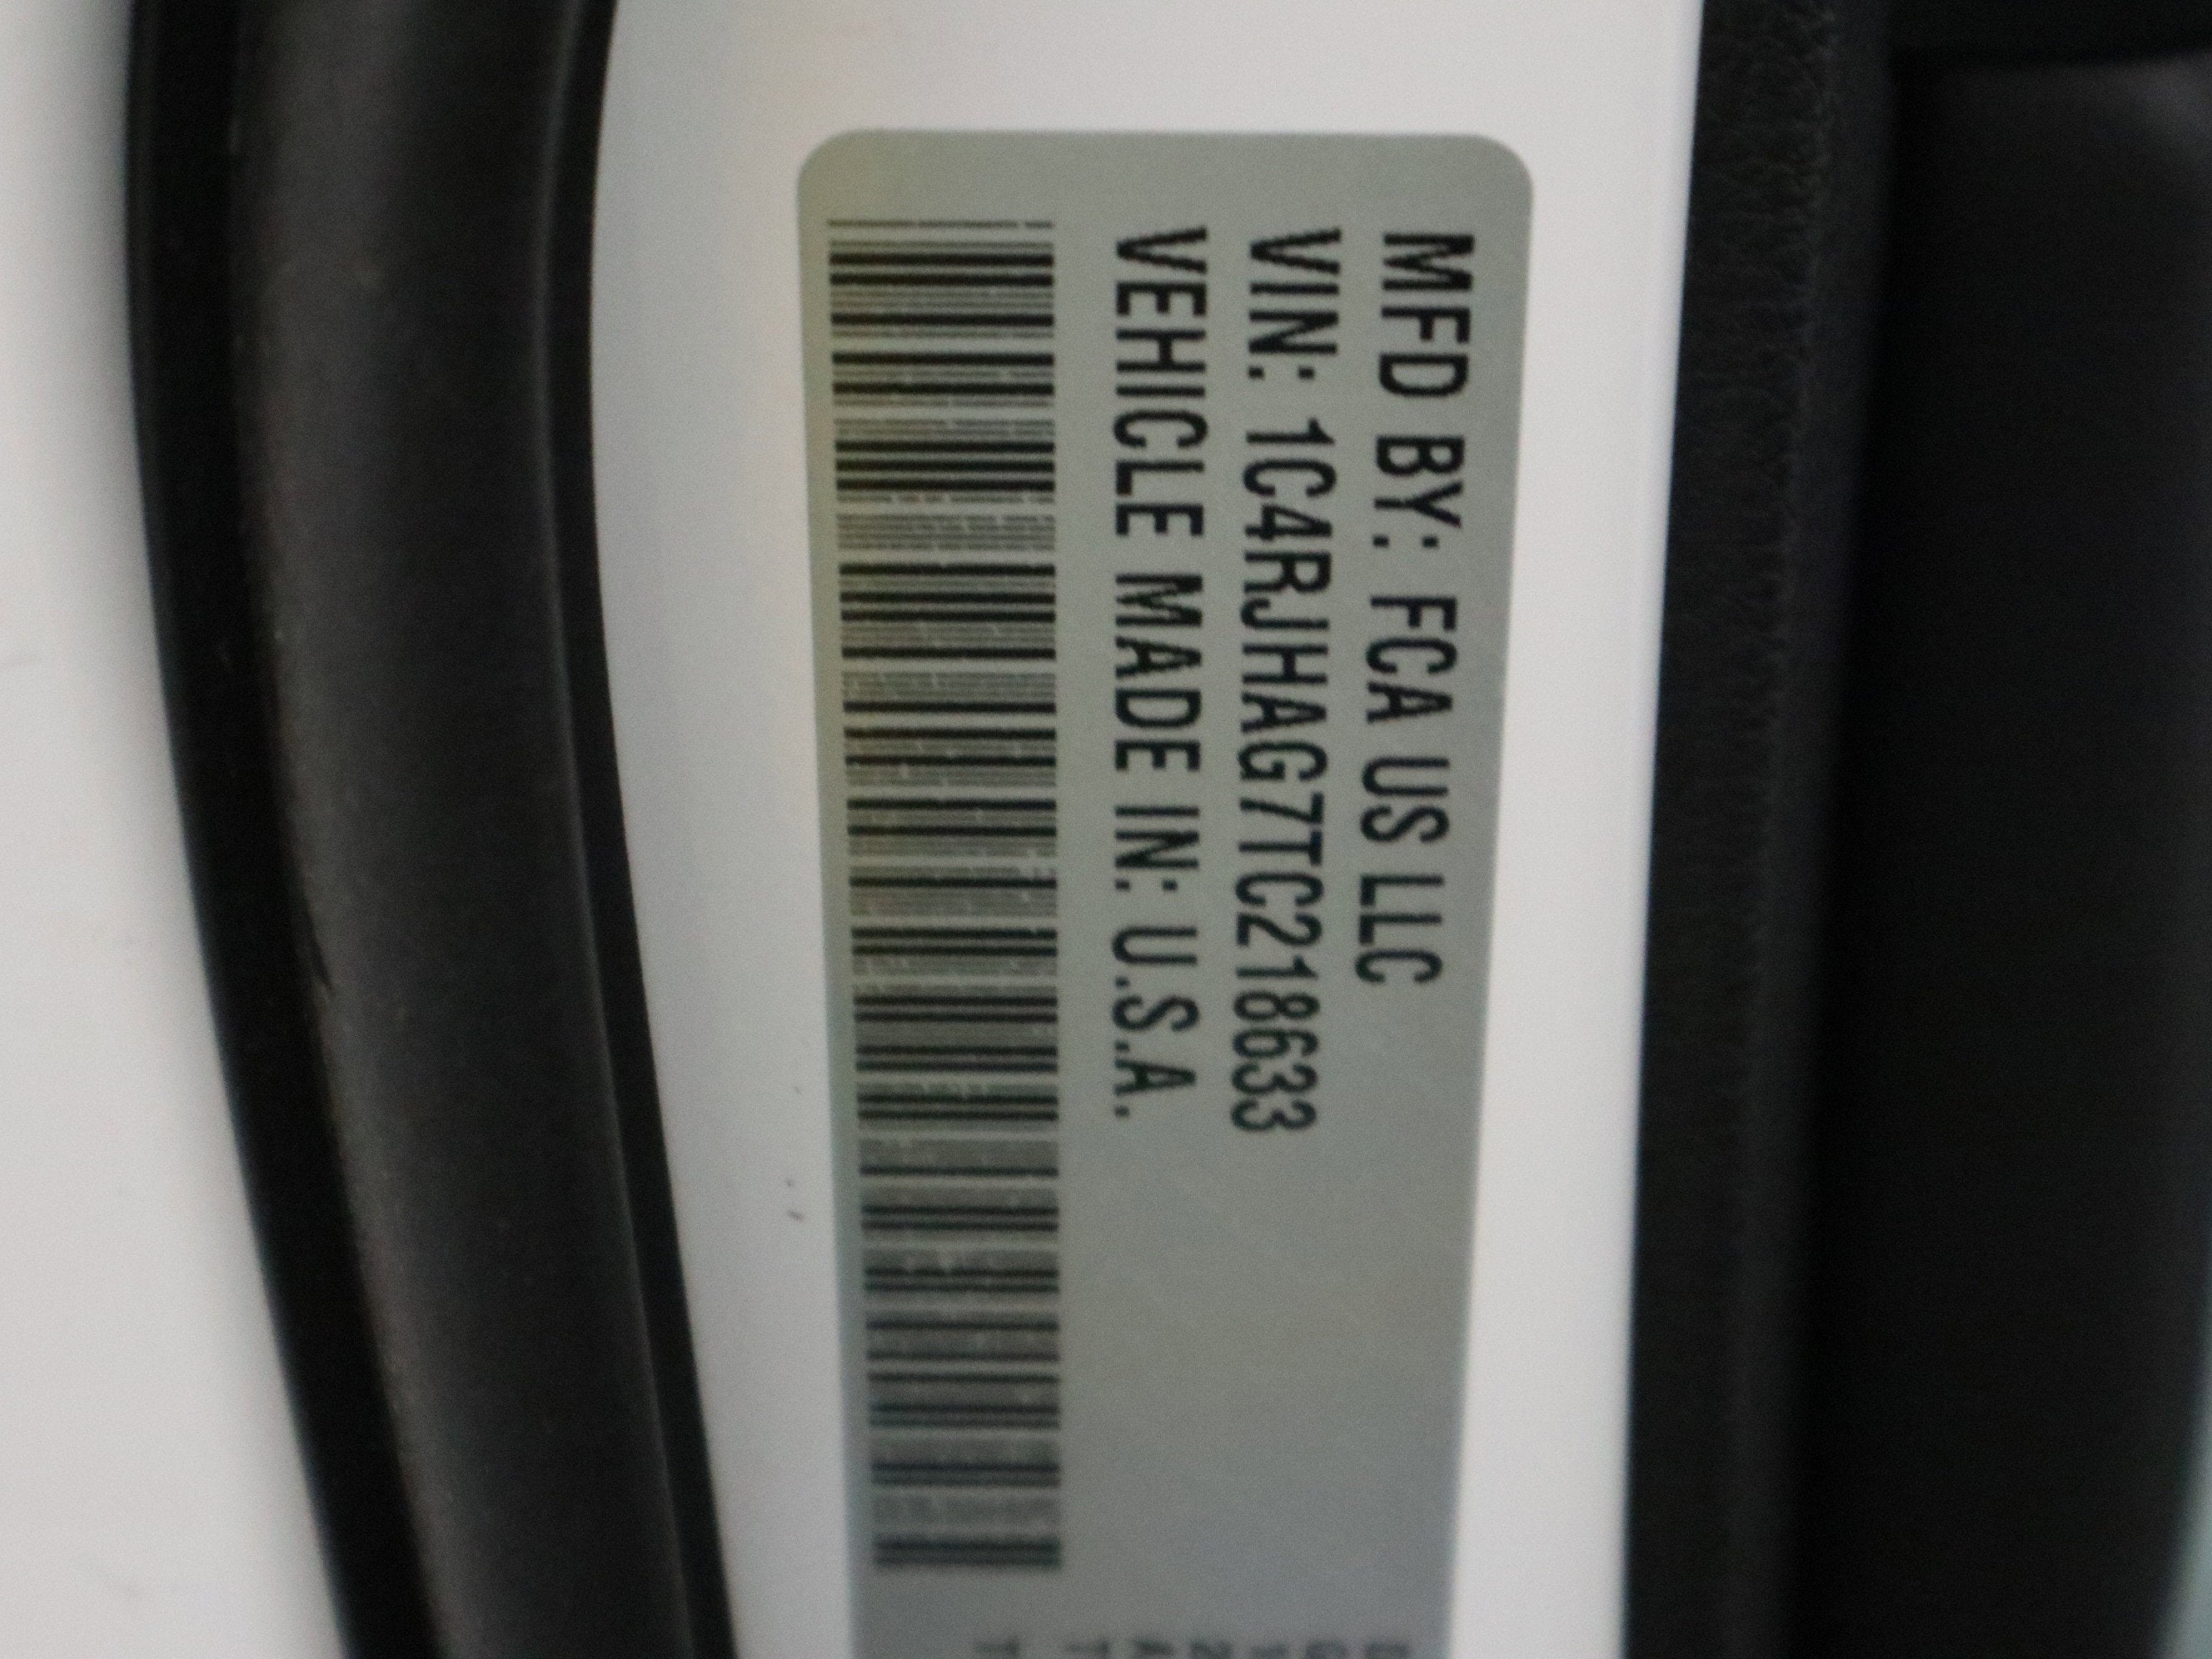 MFD BY: FCA US LLC
VIN: 1C4RJHAG7TC218633
VEHICLE MADE IN: U.S.A.